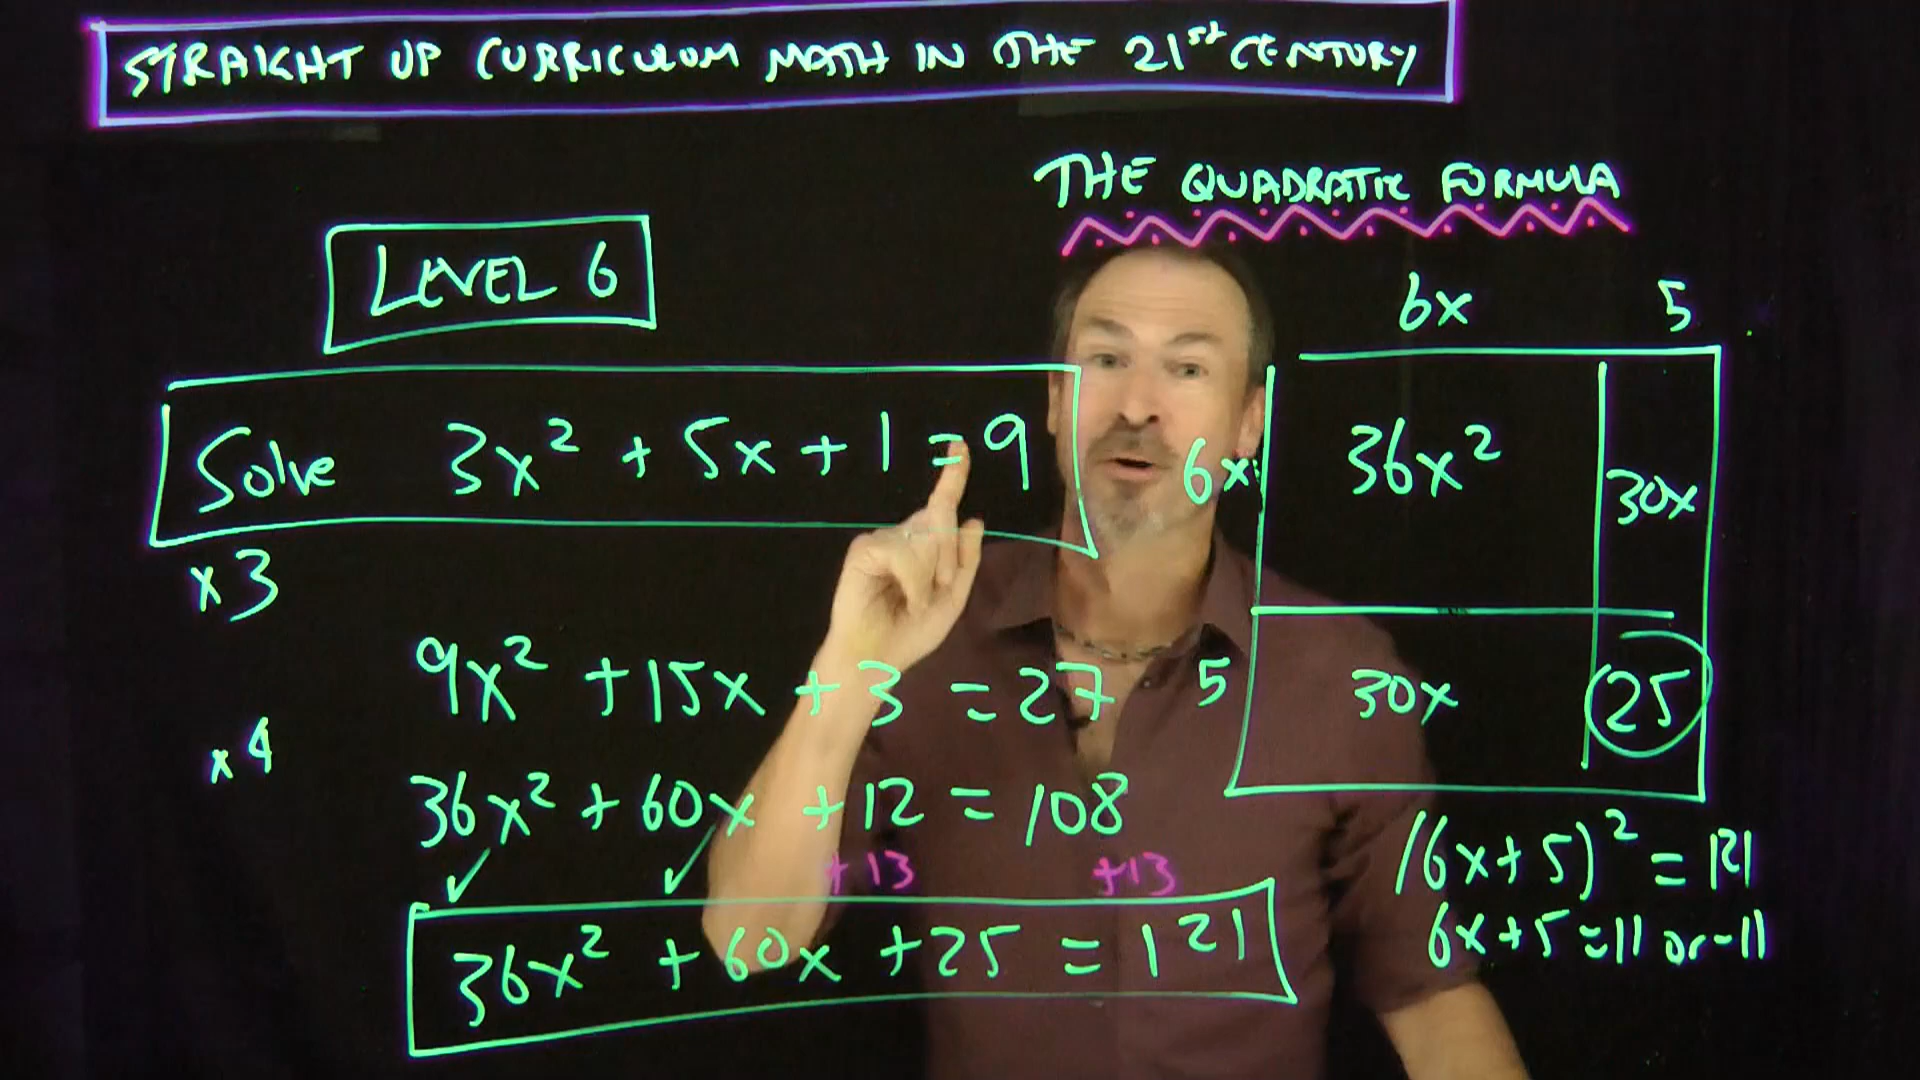 STRAIGHT UP CURRICULUM MATH IN THE 21st CENTURY
THE QUADRATIC FORMULA
LEVEL 6
Solve 3x² + 5x + 1 = 9
x3
9x² + 15x + 3 = 27
x4
36x² + 60x + 12 = 108
+13 +13
36x² + 60x + 25 = 121
6x 5
6x 36x² 30x
5 30x 25
(6x + 5)² = 121
6x + 5 = 11 or -11